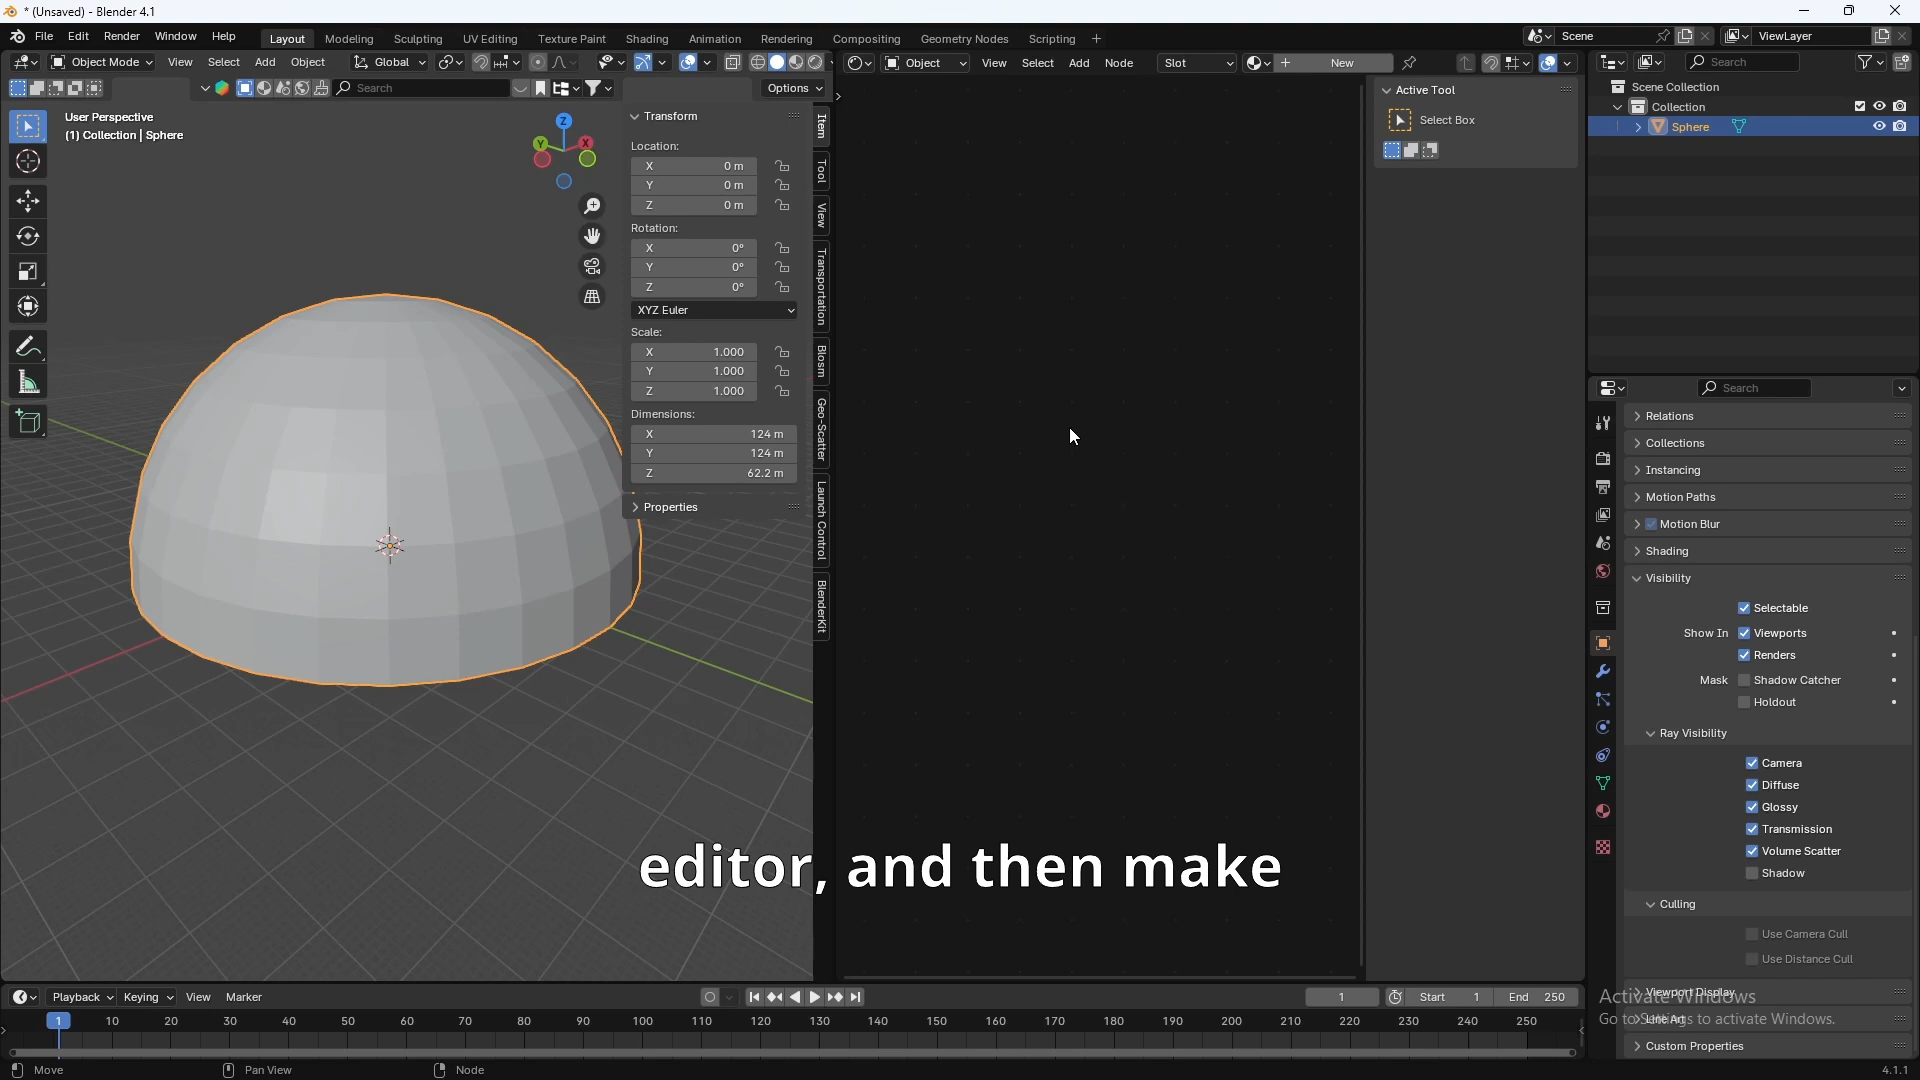 * (Unsaved) - Blender 4.1
File Edit Render Window Help Layout Modeling Sculpting UV Editing Texture Paint Shading Animation Rendering Compositing Geometry Nodes Scripting + Scene ViewLayer
Object Mode View Select Add Object Global
Object View Select Add Node Slot New
Search
Search Options
User Perspective
(1) Collection | Sphere
Z
Y
X
Transform
Location:
X 0 m
Y 0 m
Z 0 m
Rotation:
X 0°
Y 0°
Z 0°
XYZ Euler
Scale:
X 1.000
Y 1.000
Z 1.000
Dimensions:
X 124 m
Y 124 m
Z 62.2 m
Properties
Item
Tool
View
Transportation
Blosm
Geo-Scatter
Launch Control
BlenderKit
Active Tool
Select Box
Scene Collection
Collection
Sphere
Search
Relations
Collections
Instancing
Motion Paths
Motion Blur
Shading
Visibility
Selectable
Show In Viewports
Renders
Mask Shadow Catcher
Holdout
Ray Visibility
Camera
Diffuse
Glossy
Transmission
Volume Scatter
Shadow
Culling
Use Camera Cull
Use Distance Cull
Viewport Display
Line Art
Custom Properties
Activate Windows
Go to Settings to activate Windows.
editor, and then make
Playback Keying View Marker 1 Start 1 End 250
1 10 20 30 40 50 60 70 80 90 100 110 120 130 140 150 160 170 180 190 200 210 220 230 240 250
Move Pan View Node 4.1.1